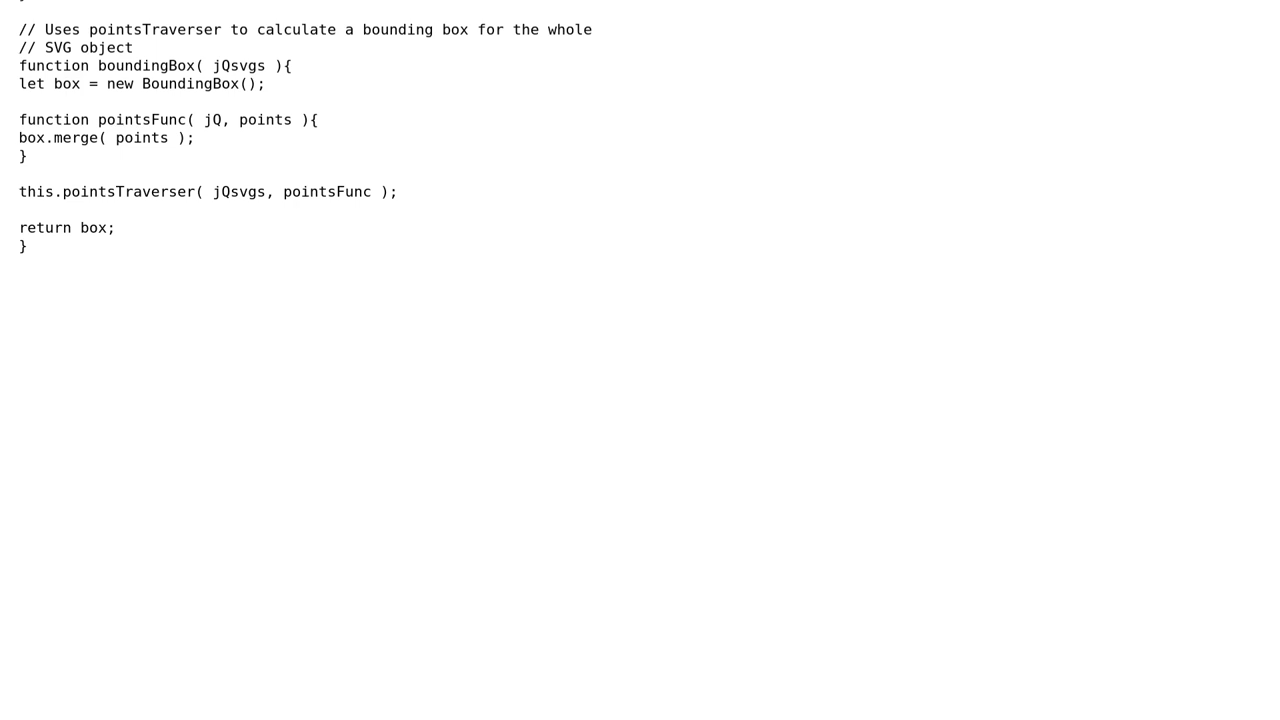 // Uses pointsTraverser to calculate a bounding box for the whole
// SVG object
function boundingBox( jQsvgs ){
let box = new BoundingBox();
function pointsFunc( jQ, points ){
box.merge( points );
}
this.pointsTraverser( jQsvgs, pointsFunc );
return box;
}